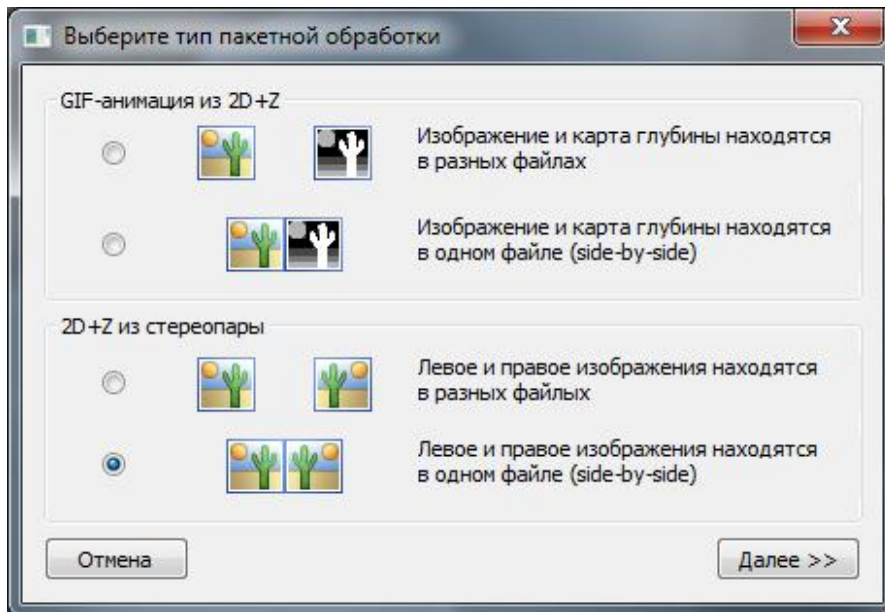 Выберите тип пакетной обработки
GIF-анимация из 2D+Z
Изображение и карта глубины находятся
в разных файлах
Изображение и карта глубины находятся
в одном файле (side-by-side)
2D+Z из стереопары
Левое и правое изображения находятся
в разных файлых
Левое и правое изображения находятся
в одном файле (side-by-side)
Отмена
Далее >>